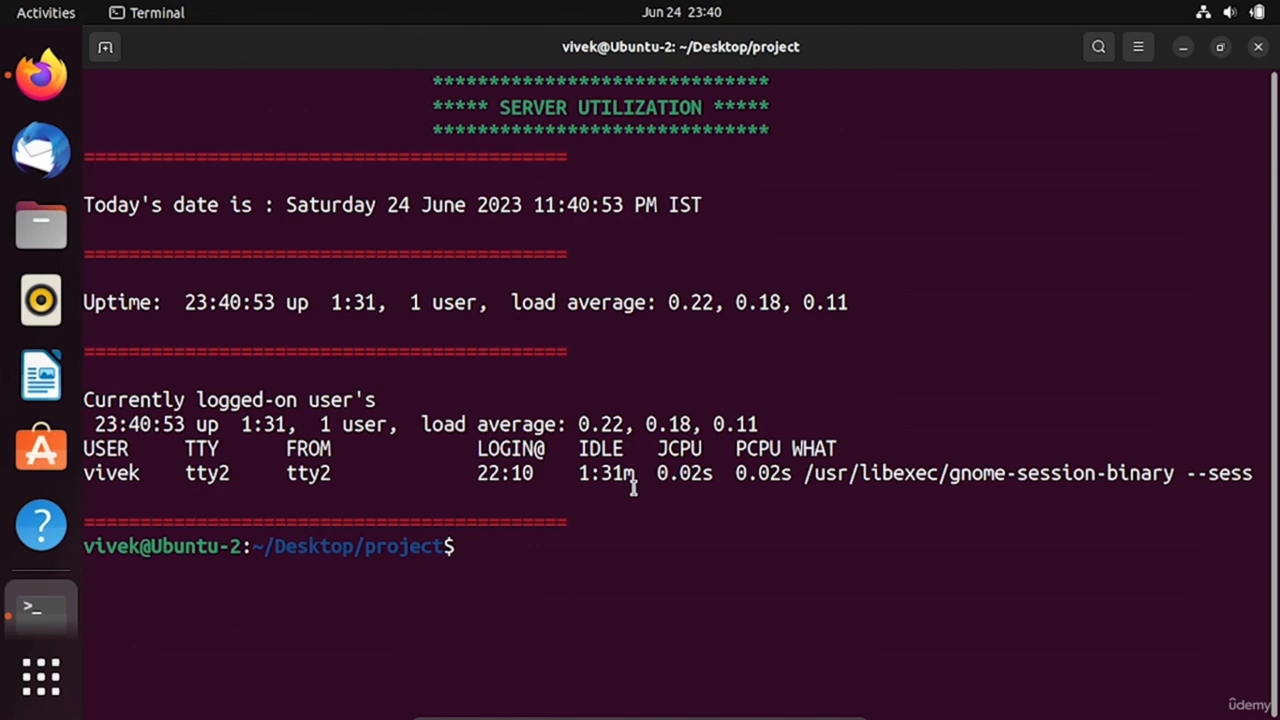 Activities Terminal Jun 24 23:40
vivek@Ubuntu-2: ~/Desktop/project
******************************
***** SERVER UTILIZATION *****
******************************
===========================================
Today's date is : Saturday 24 June 2023 11:40:53 PM IST
===========================================
Uptime:  23:40:53 up  1:31,  1 user,  load average: 0.22, 0.18, 0.11
===========================================
Currently logged-on user's
 23:40:53 up  1:31,  1 user,  load average: 0.22, 0.18, 0.11
USER     TTY      FROM             LOGIN@   IDLE   JCPU   PCPU WHAT
vivek    tty2     tty2             22:10    1:31m  0.02s  0.02s /usr/libexec/gnome-session-binary --sess
===========================================
vivek@Ubuntu-2:~/Desktop/project$
>_
?
A
ûdemy